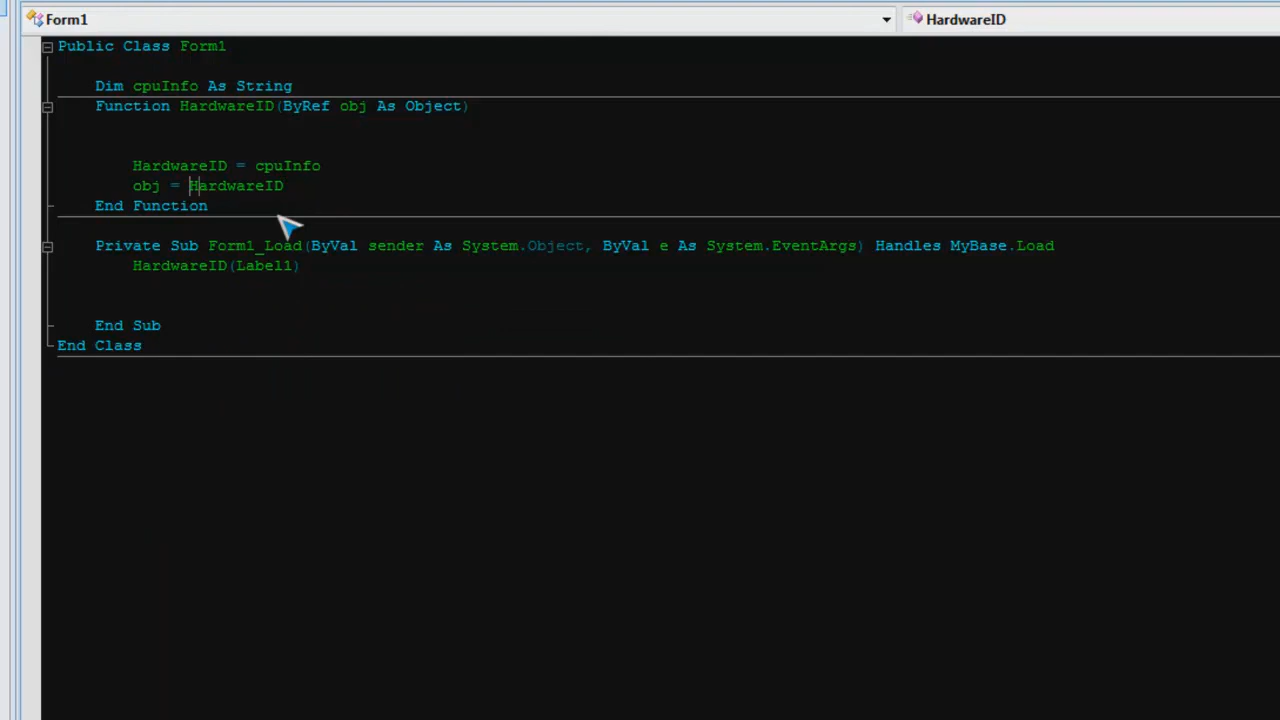 Form1 HardwareID
Public Class Form1
Dim cpuInfo As String
Function HardwareID(ByRef obj As Object)
HardwareID = cpuInfo
obj = HardwareID
End Function
Private Sub Form1_Load(ByVal sender As System.Object, ByVal e As System.EventArgs) Handles MyBase.Load
HardwareID(Label1)
End Sub
End Class